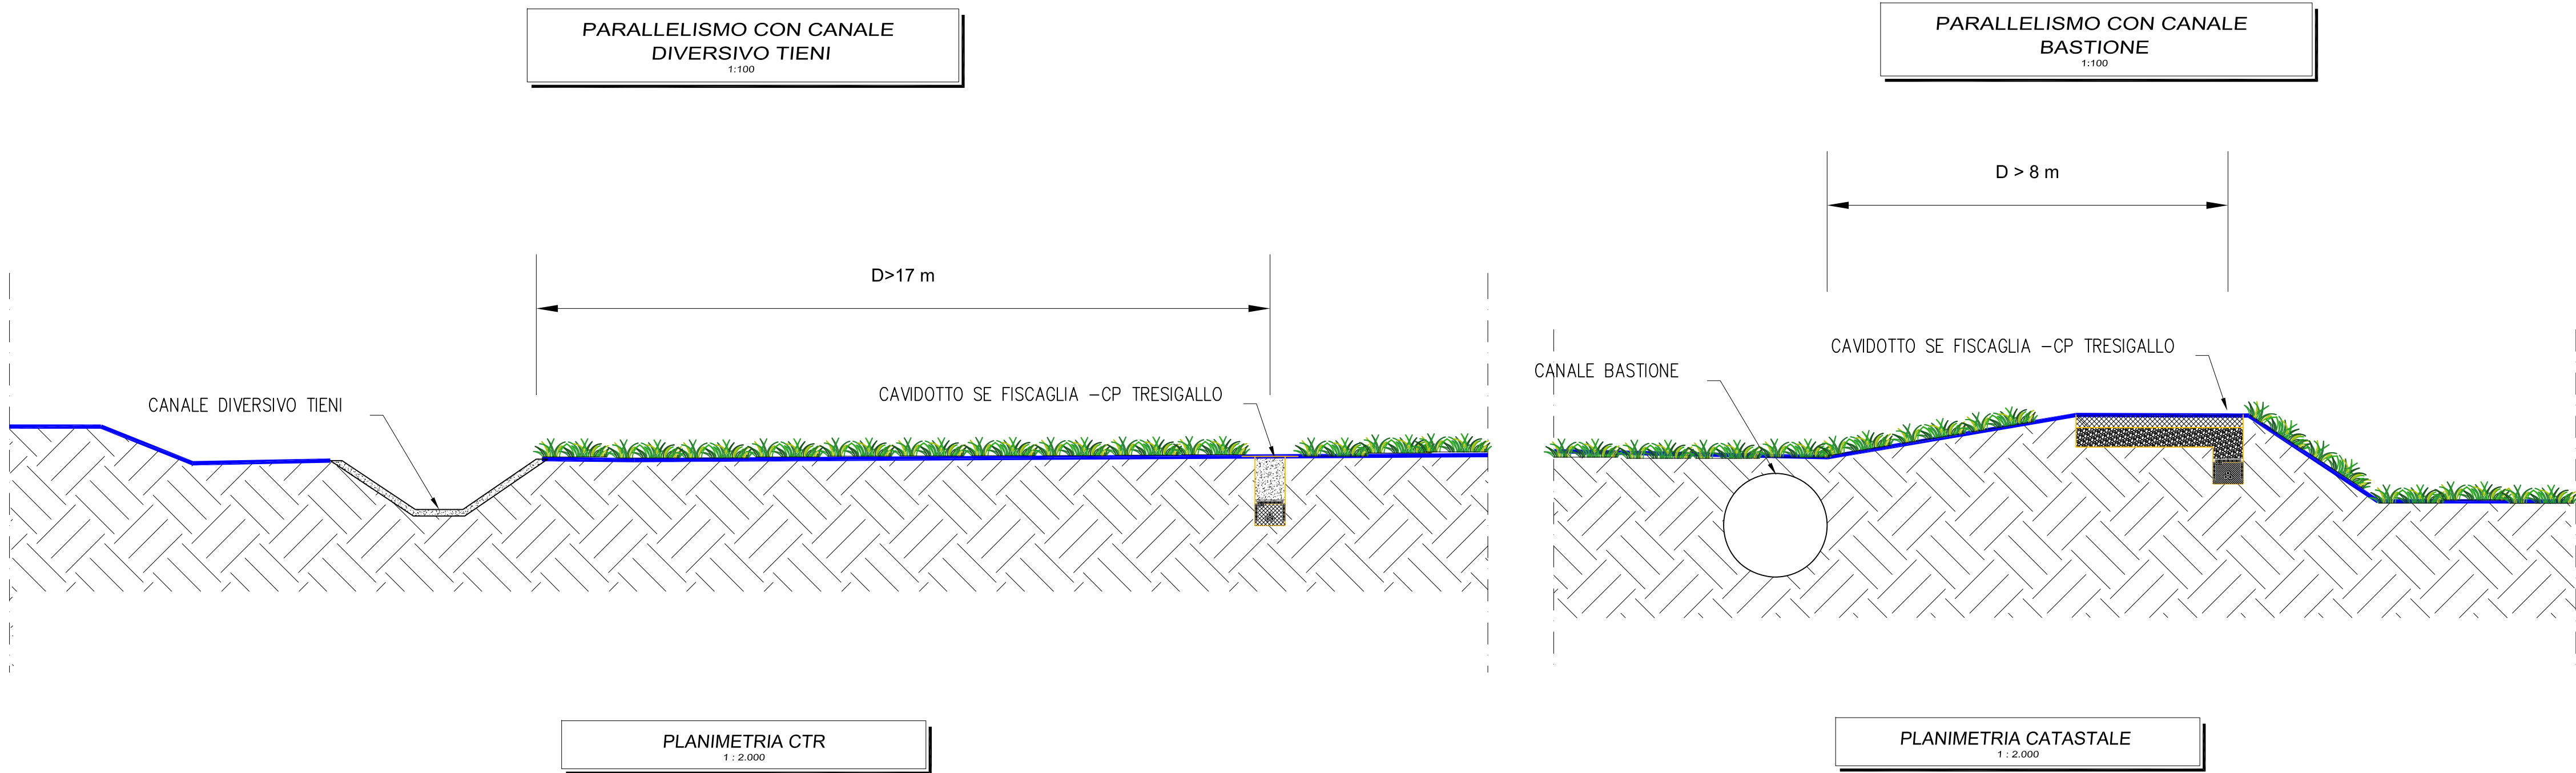 PARALLELISMO CON CANALE
DIVERSIVO TIENI
1:100
D>17 m
CANALE DIVERSIVO TIENI
CAVIDOTTO SE FISCAGLIA -CP TRESIGALLO
PARALLELISMO CON CANALE
BASTIONE
1:100
D > 8 m
CANALE BASTIONE
CAVIDOTTO SE FISCAGLIA -CP TRESIGALLO
PLANIMETRIA CTR
1 : 2.000
PLANIMETRIA CATASTALE
1 : 2.000